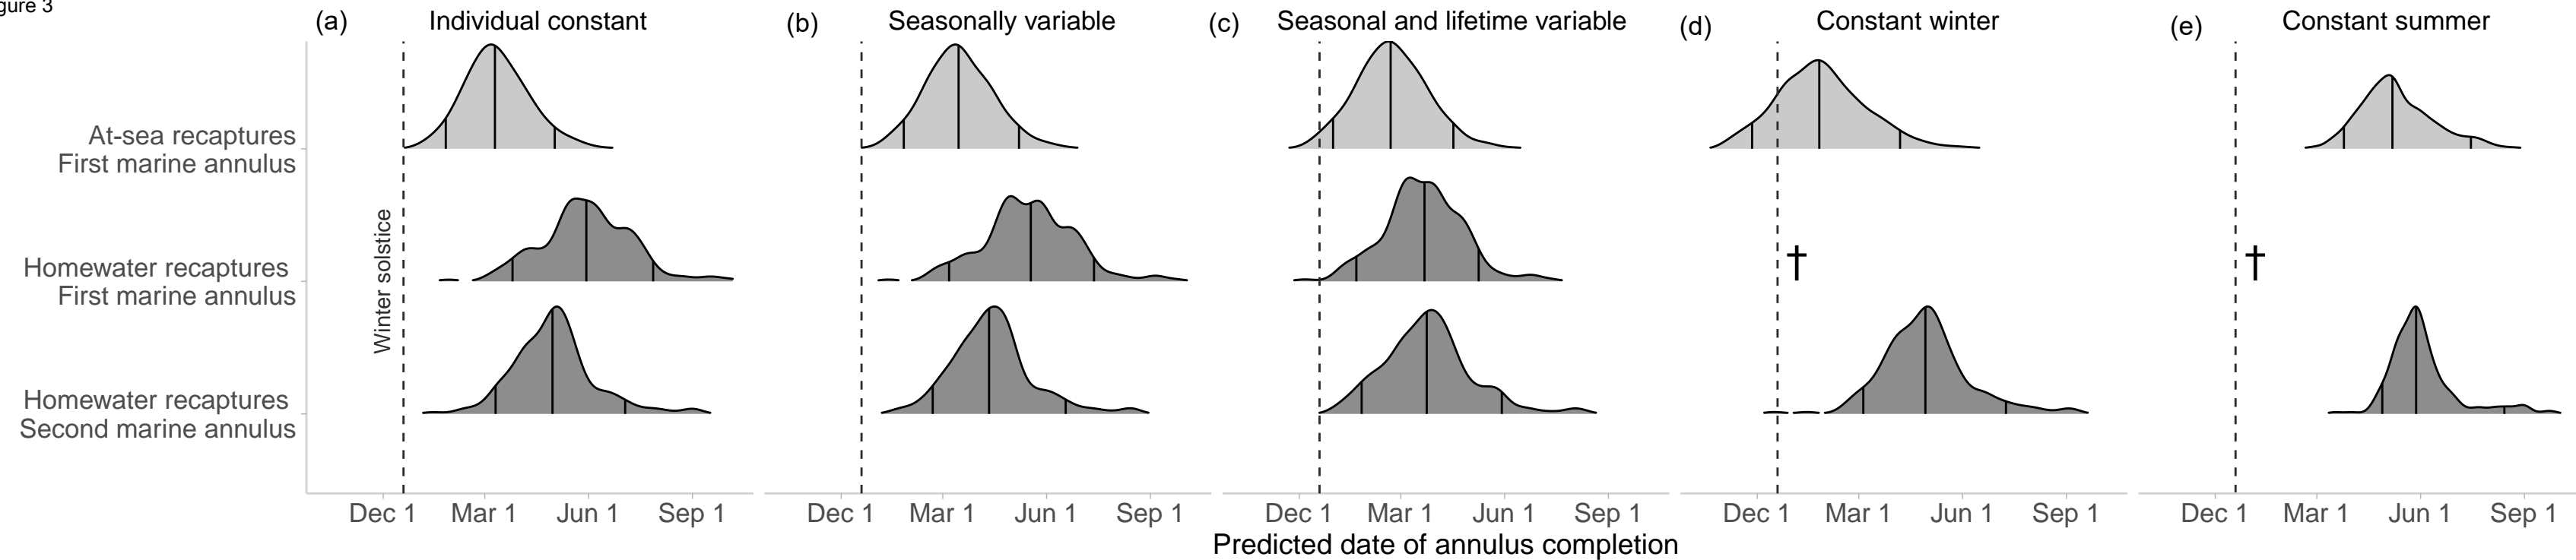 gure 3
(a) Individual constant
(b) Seasonally variable
(c) Seasonal and lifetime variable
(d) Constant winter
(e) Constant summer
At-sea recaptures
First marine annulus
Homewater recaptures
First marine annulus
Homewater recaptures
Second marine annulus
Winter solstice
† †
Dec 1 Mar 1 Jun 1 Sep 1 Dec 1 Mar 1 Jun 1 Sep 1 Dec 1 Mar 1 Jun 1 Sep 1 Dec 1 Mar 1 Jun 1 Sep 1 Dec 1 Mar 1 Jun 1 Sep 1
Predicted date of annulus completion